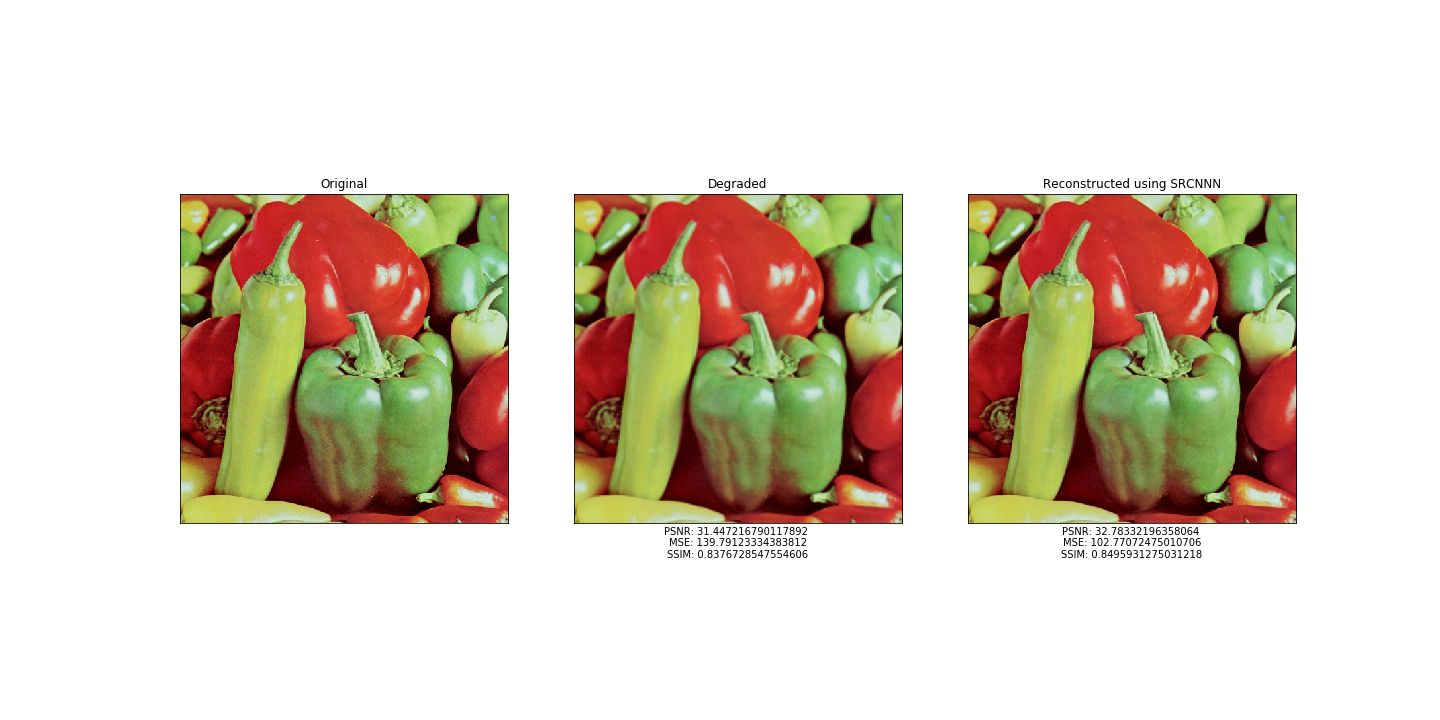 Original
Degraded
Reconstructed using SRCNNN
PSNR: 31.447216790117892
MSE: 139.79123334383812
SSIM: 0.8376728547554606
PSNR: 32.78332196358064
MSE: 102.77072475010706
SSIM: 0.8495931275031218